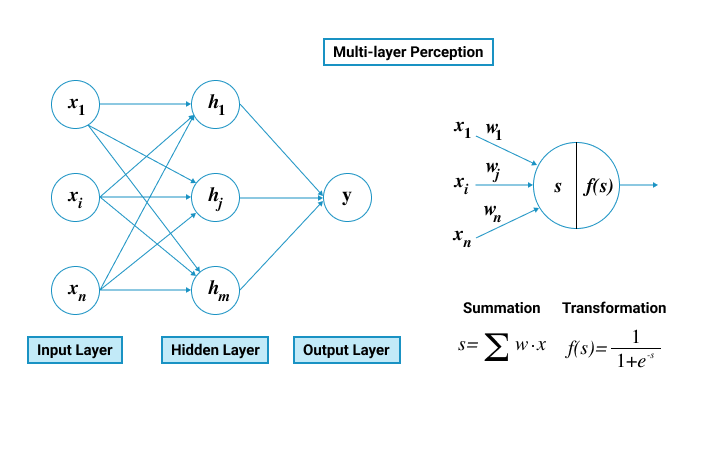 Multi-layer Perception
x1
h1
xi
hj
y
xn
hm
Input Layer
Hidden Layer
Output Layer
x1 w1
xi wj
xn wn
s f(s)
Summation Transformation
s= ∑ w·x
f(s)= 1 / 1+e^-s